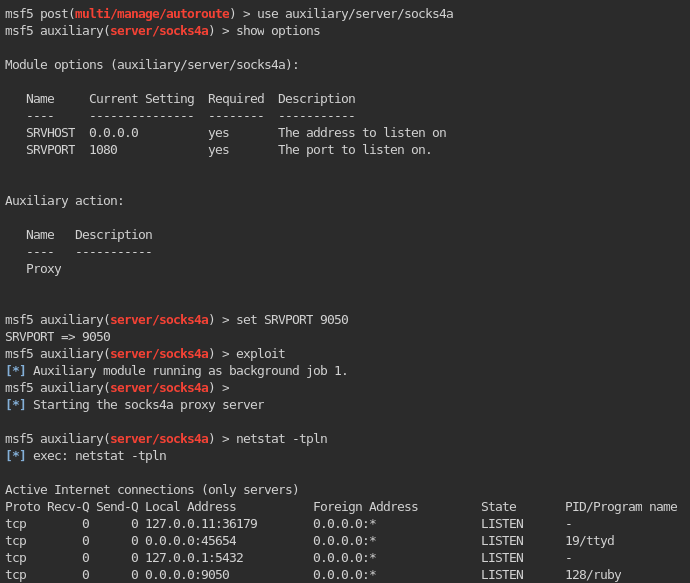 msf5 post(multi/manage/autoroute) > use auxiliary/server/socks4a
msf5 auxiliary(server/socks4a) > show options
Module options (auxiliary/server/socks4a):
Name     Current Setting  Required  Description
----     ---------------  --------  -----------
SRVHOST  0.0.0.0          yes       The address to listen on
SRVPORT  1080             yes       The port to listen on.
Auxiliary action:
Name   Description
----   -----------
Proxy
msf5 auxiliary(server/socks4a) > set SRVPORT 9050
SRVPORT => 9050
msf5 auxiliary(server/socks4a) > exploit
[*] Auxiliary module running as background job 1.
msf5 auxiliary(server/socks4a) >
[*] Starting the socks4a proxy server
msf5 auxiliary(server/socks4a) > netstat -tpln
[*] exec: netstat -tpln
Active Internet connections (only servers)
Proto Recv-Q Send-Q Local Address           Foreign Address         State       PID/Program name
tcp        0      0 127.0.0.11:36179        0.0.0.0:*               LISTEN      -
tcp        0      0 0.0.0.0:45654           0.0.0.0:*               LISTEN      19/ttyd
tcp        0      0 127.0.0.1:5432          0.0.0.0:*               LISTEN      -
tcp        0      0 0.0.0.0:9050            0.0.0.0:*               LISTEN      128/ruby